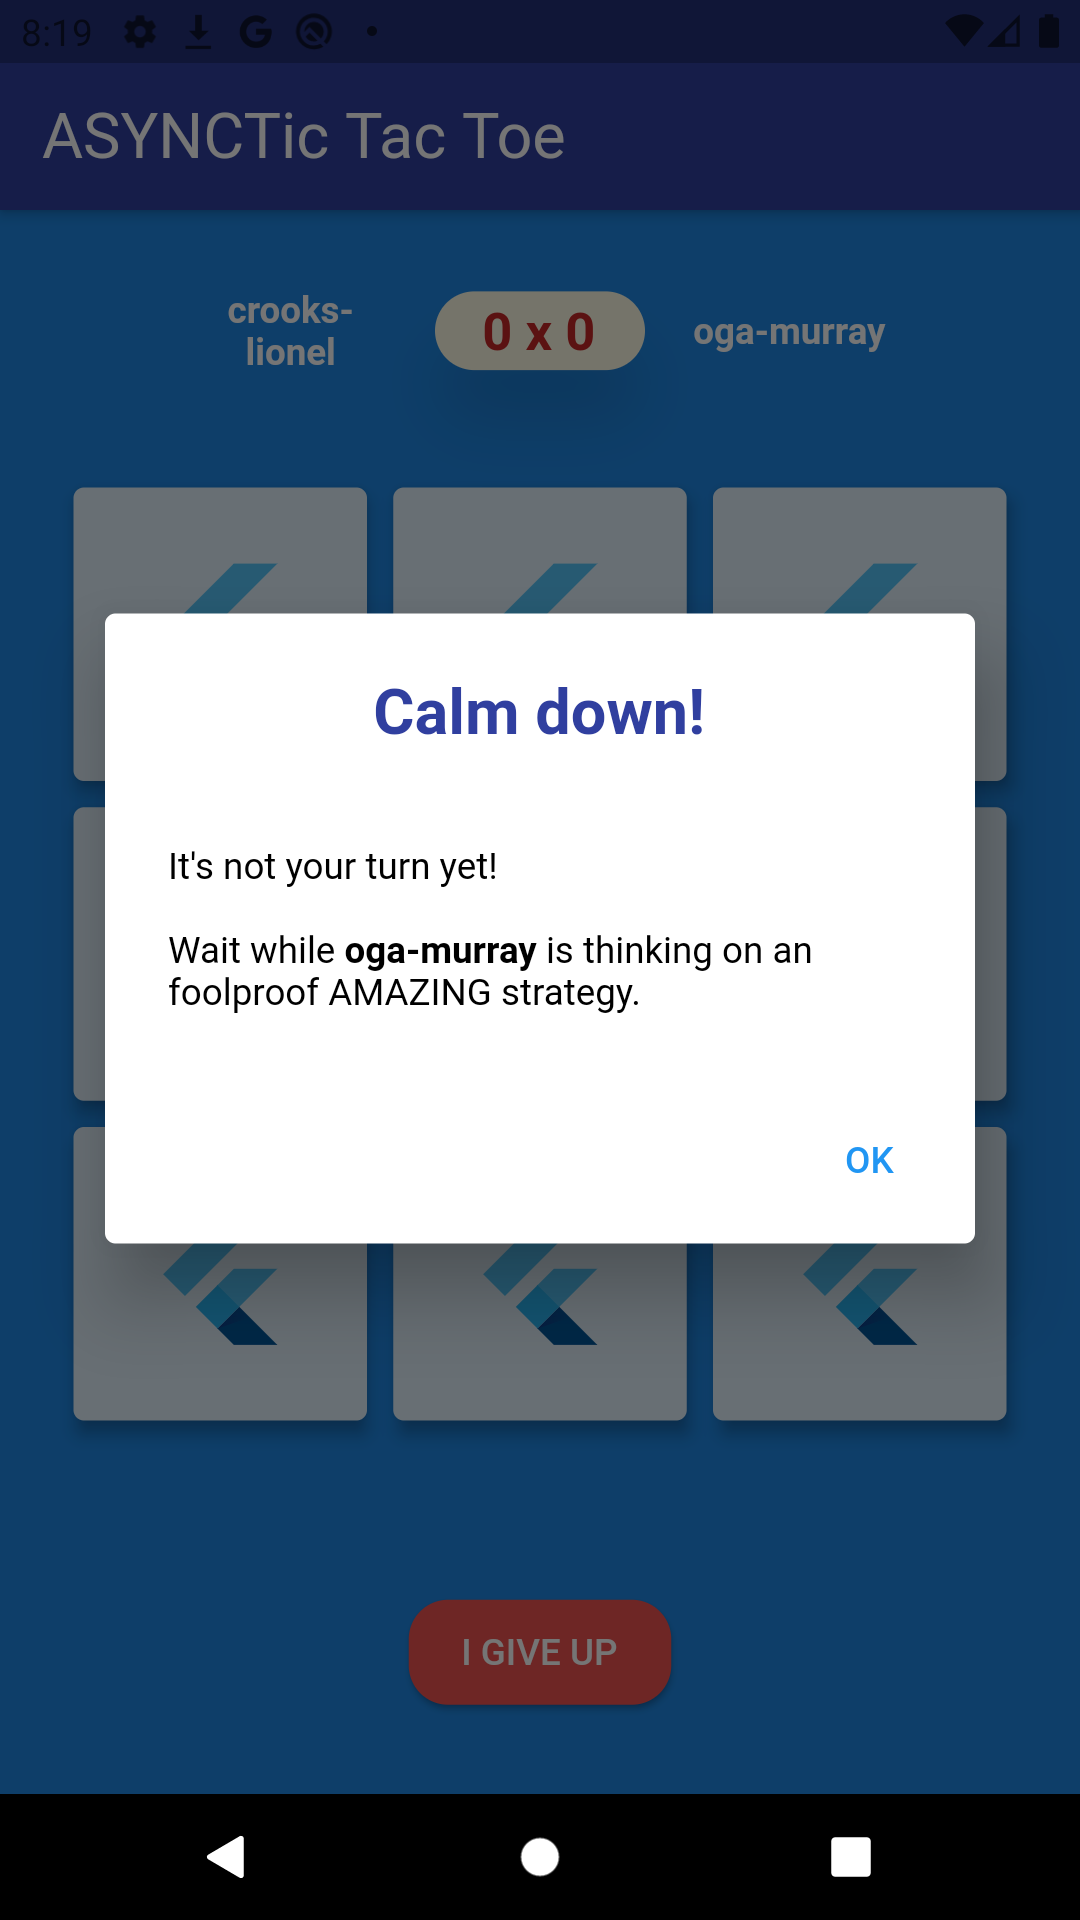 8:19
ASYNCTic Tac Toe
crooks-
lionel
0 x 0
oga-murray
Calm down!
It's not your turn yet!
Wait while oga-murray is thinking on an
foolproof AMAZING strategy.
OK
I GIVE UP